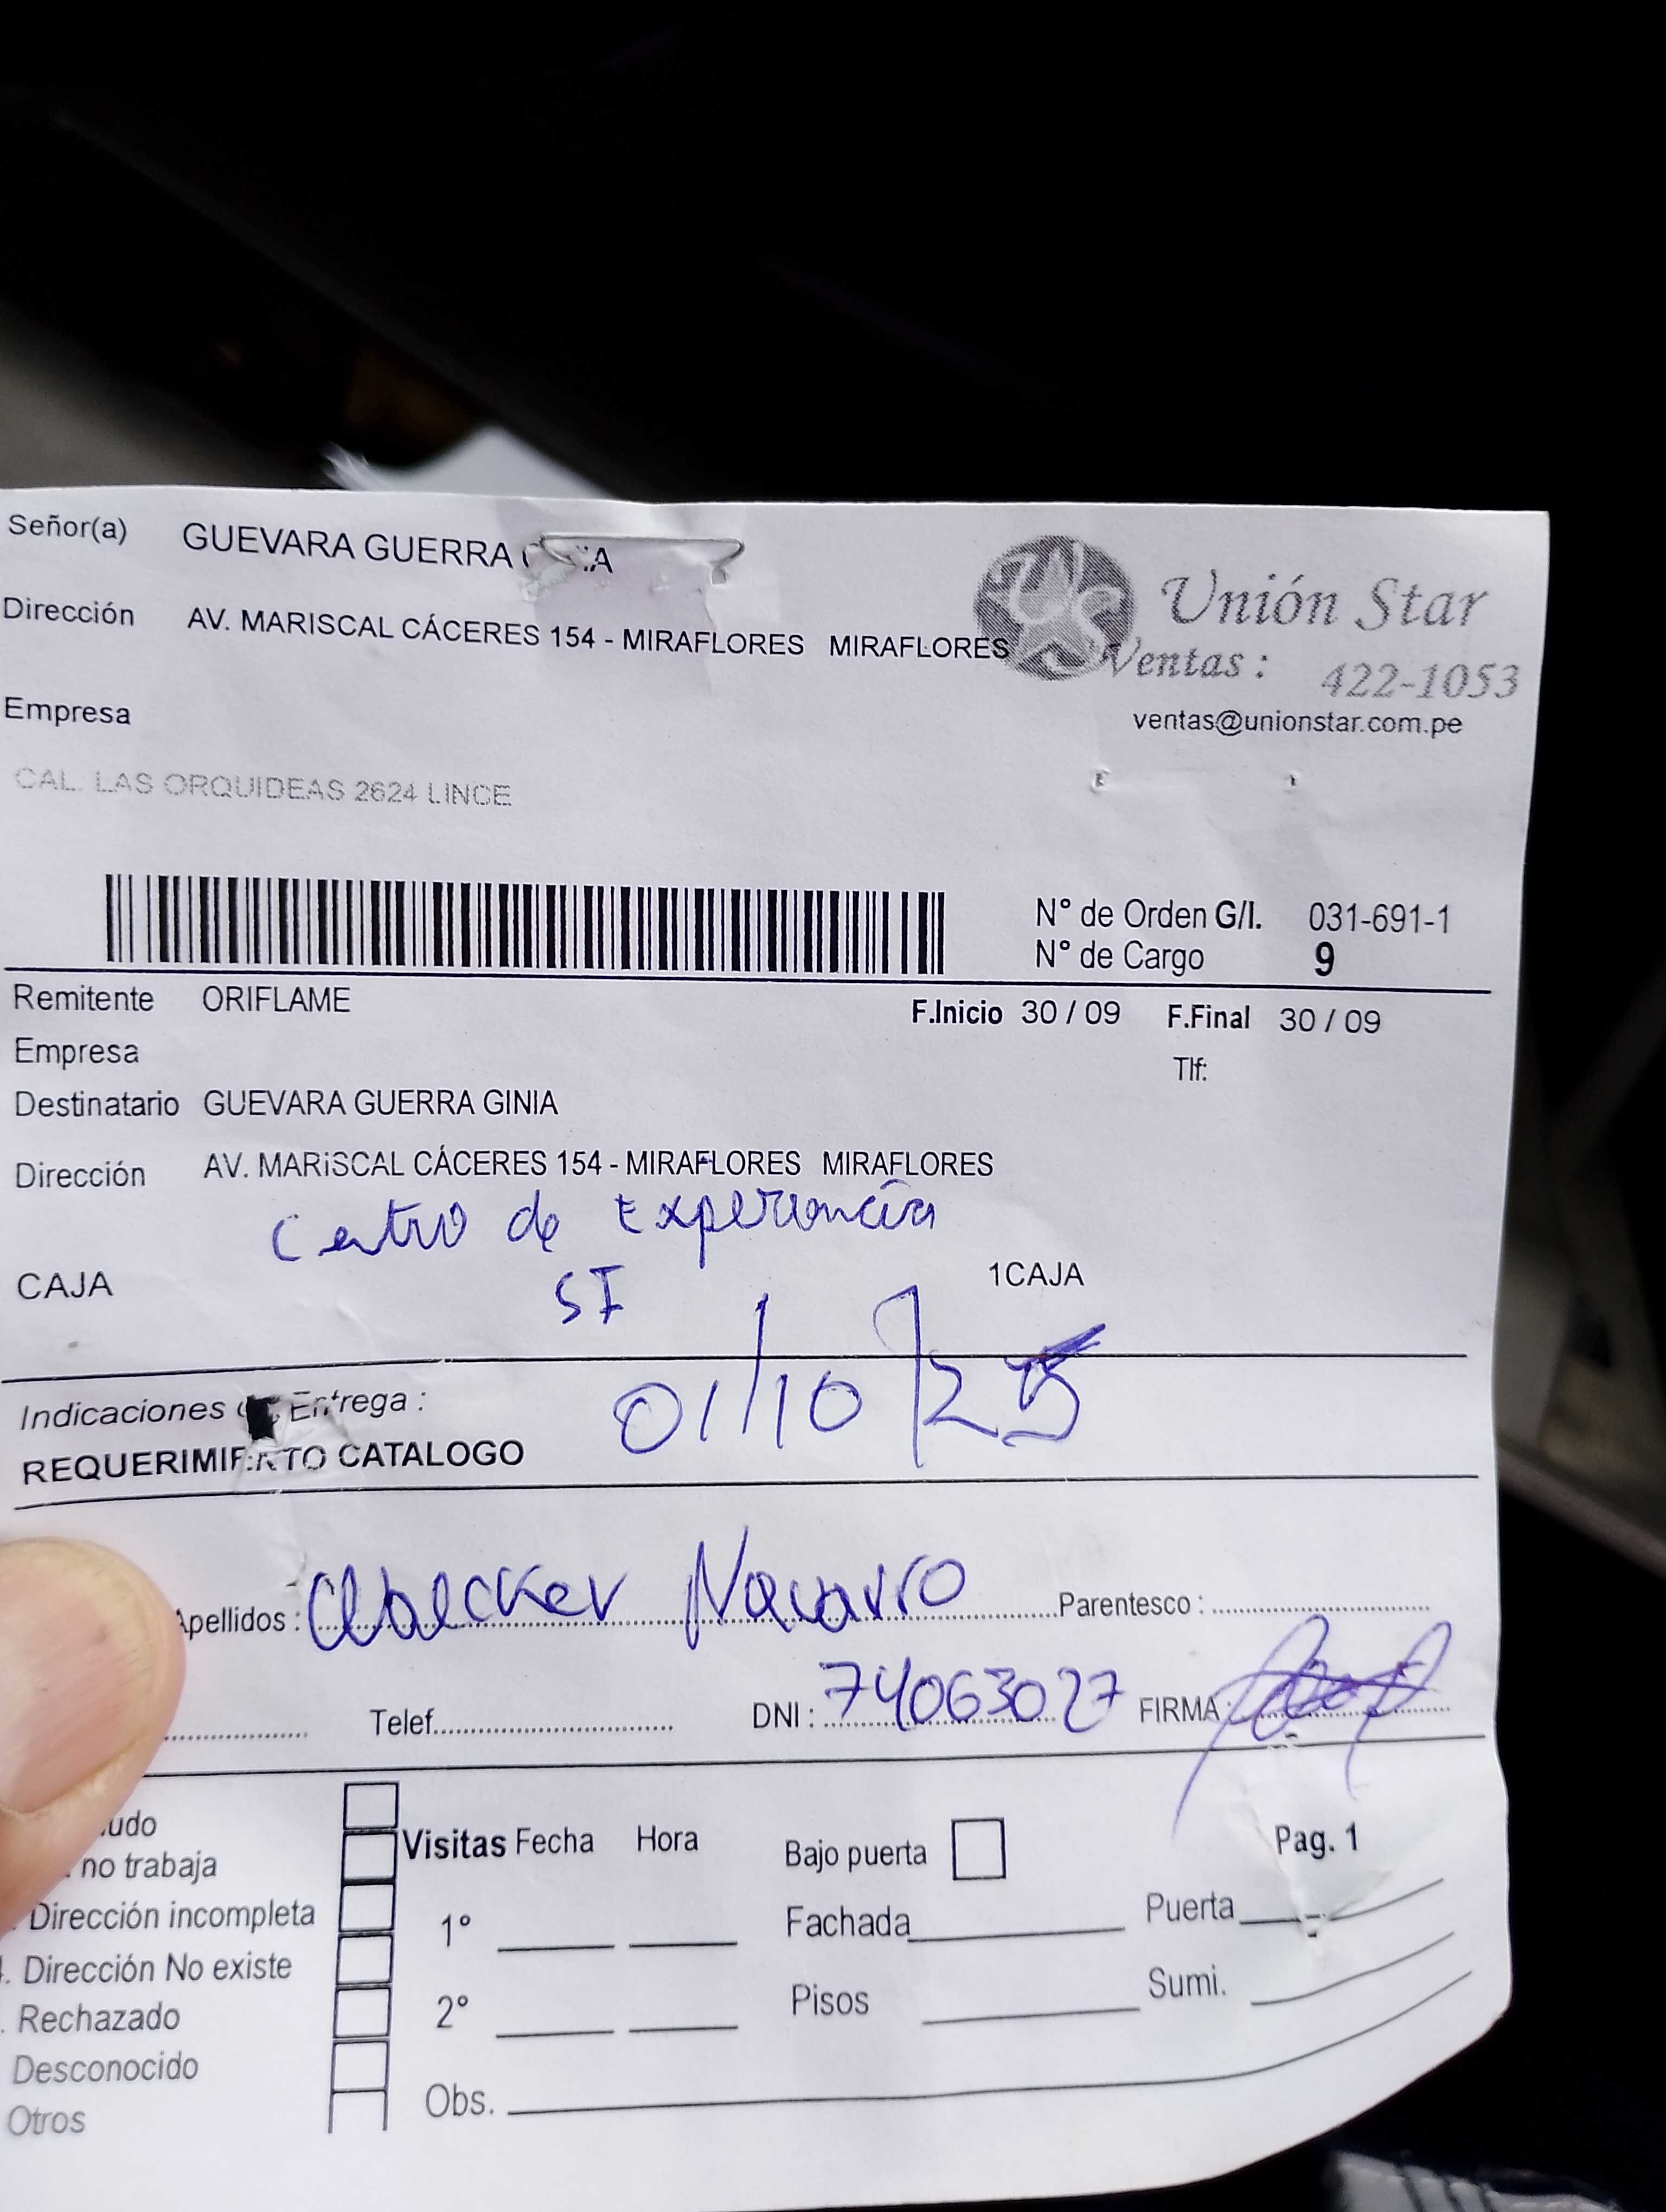 Señor(a) GUEVARA GUERRA
Dirección AV. MARISCAL CÁCERES 154 - MIRAFLORES MIRAFLORES
Unión Star
Ventas : 422-1053
ventas@unionstar.com.pe
Empresa
CAL. LAS ORQUIDEAS 2624 LINCE
N° de Orden G/I. 031-691-1
N° de Cargo 9
Remitente ORIFLAME F.Inicio 30 / 09 F.Final 30 / 09
Empresa Tlf:
Destinatario GUEVARA GUERRA GINIA
Dirección AV. MARISCAL CÁCERES 154 - MIRAFLORES MIRAFLORES
Centro de Experiencia
CAJA SI 1CAJA
01/10/25
Indicaciones Entrega :
REQUERIMIENTO CATALOGO
Apellidos : Navarro Parentesco :
Telef. DNI : 74063027 FIRMA :
udo
no trabaja
Dirección incompleta
. Dirección No existe
. Rechazado
Desconocido
Otros
Visitas Fecha Hora
1°
2°
Obs.
Bajo puerta Pag. 1
Fachada Puerta
Pisos Sumi.